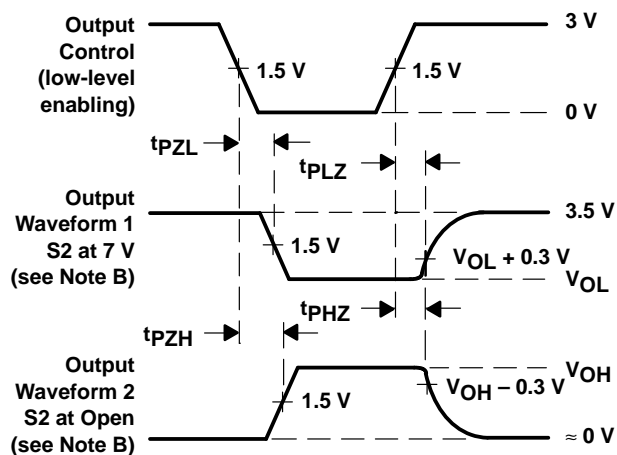 Output
Control
(low-level
enabling)
3 V
1.5 V
1.5 V
0 V
tPZL
tPLZ
Output
Waveform 1
S2 at 7 V
(see Note B)
3.5 V
1.5 V
VOL + 0.3 V
VOL
tPHZ
tPZH
Output
Waveform 2
S2 at Open
(see Note B)
VOH
VOH – 0.3 V
1.5 V
≈ 0 V